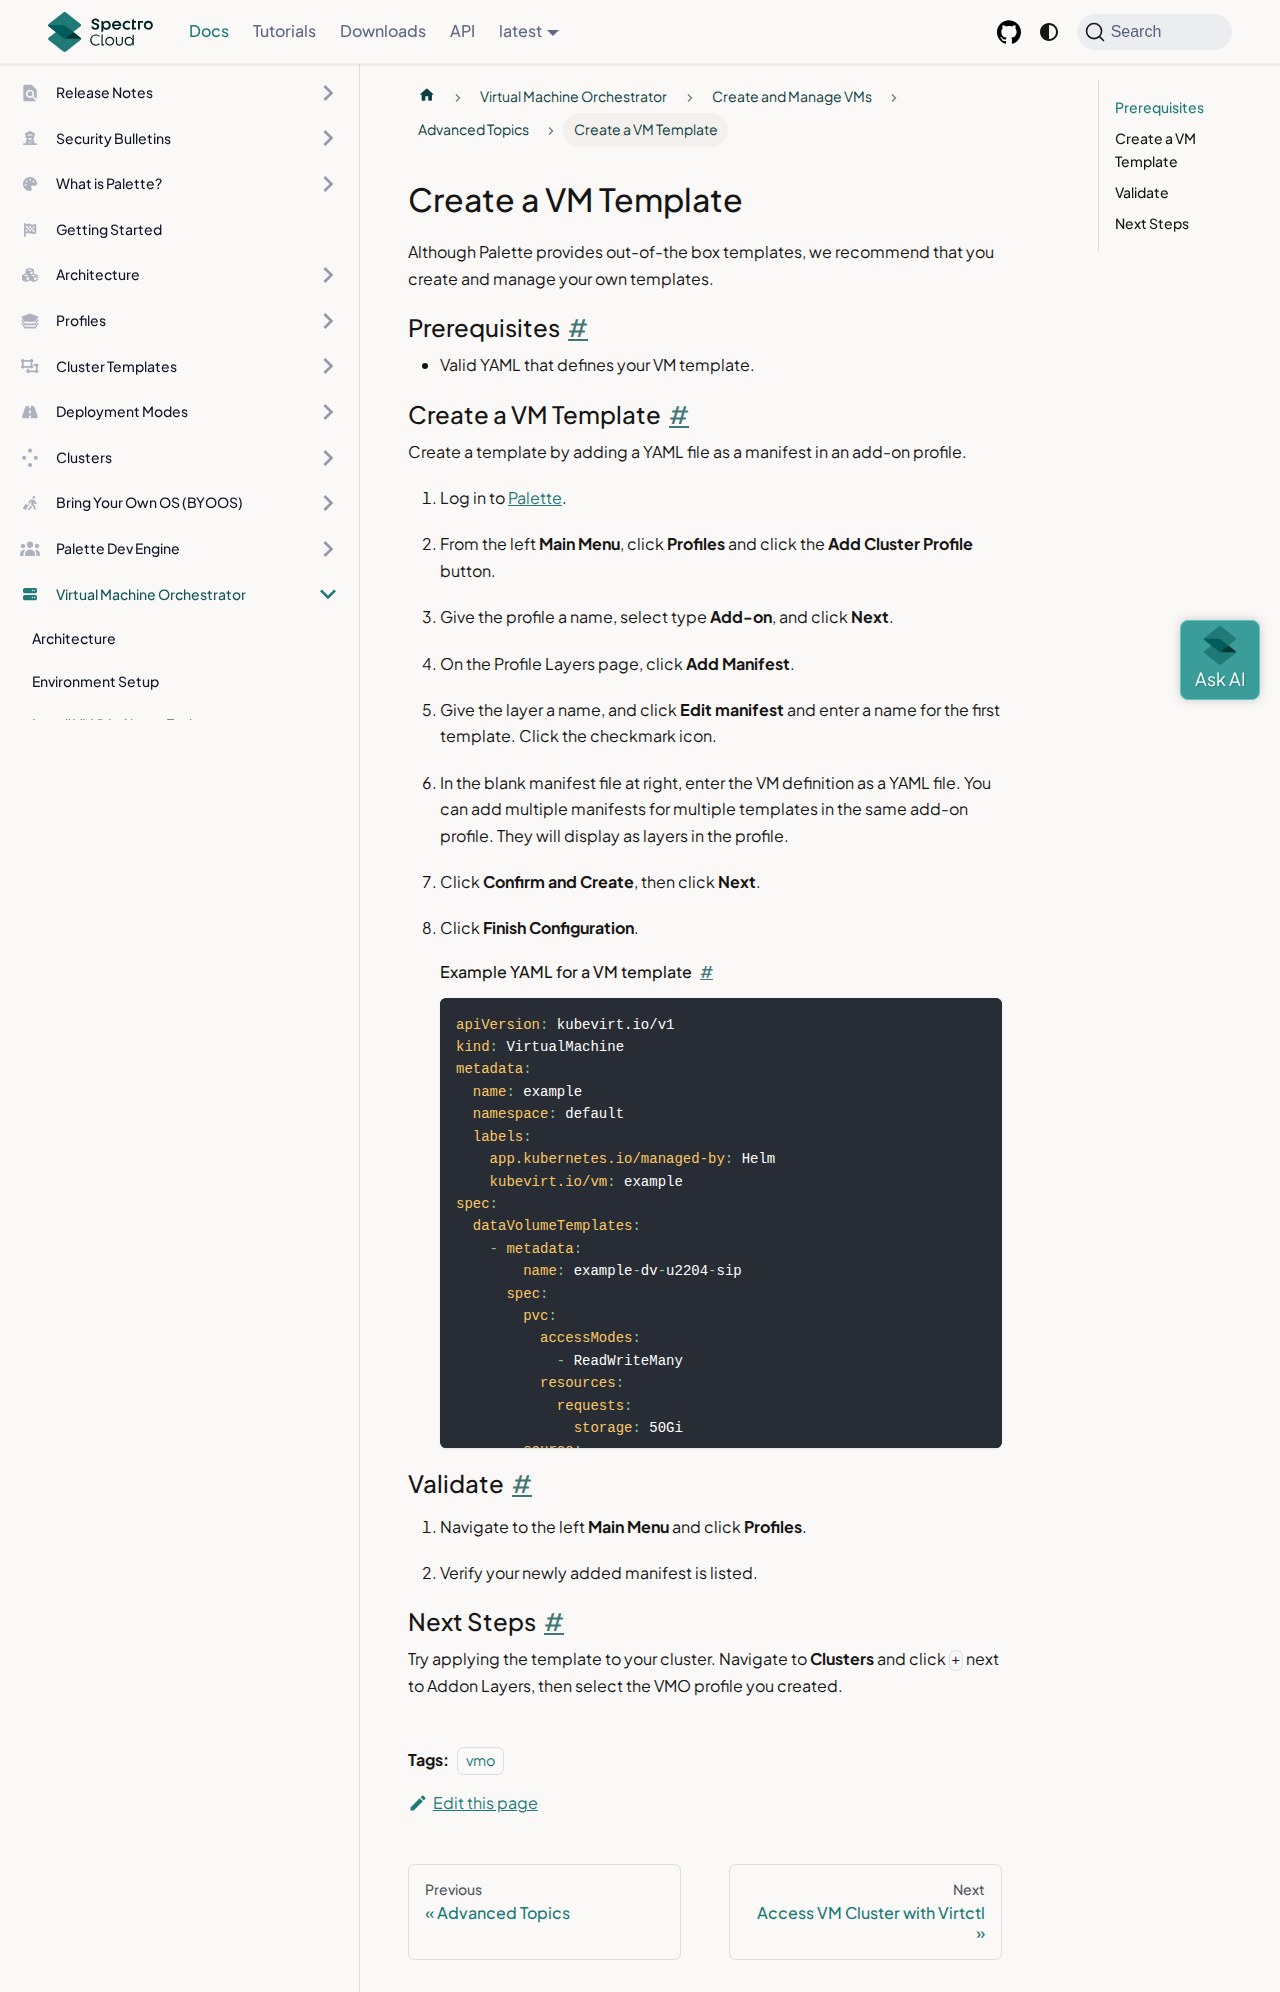 Spectro
Cloud
Docs
Tutorials
Downloads
API
latest
Search
Release Notes
Security Bulletins
What is Palette?
Getting Started
Architecture
Profiles
Cluster Templates
Deployment Modes
Clusters
Bring Your Own OS (BYOOS)
Palette Dev Engine
Virtual Machine Orchestrator
Architecture
Environment Setup
Virtual Machine Orchestrator
Create and Manage VMs
Advanced Topics
Create a VM Template
Create a VM Template
Although Palette provides out-of-the box templates, we recommend that you
create and manage your own templates.
Prerequisites #
Valid YAML that defines your VM template.
Create a VM Template #
Create a template by adding a YAML file as a manifest in an add-on profile.
1. Log in to Palette.
2. From the left Main Menu, click Profiles and click the Add Cluster Profile
button.
3. Give the profile a name, select type Add-on, and click Next.
4. On the Profile Layers page, click Add Manifest.
5. Give the layer a name, and click Edit manifest and enter a name for the first
template. Click the checkmark icon.
6. In the blank manifest file at right, enter the VM definition as a YAML file. You
can add multiple manifests for multiple templates in the same add-on
profile. They will display as layers in the profile.
7. Click Confirm and Create, then click Next.
8. Click Finish Configuration.
Example YAML for a VM template #
apiVersion: kubevirt.io/v1
kind: VirtualMachine
metadata:
  name: example
  namespace: default
  labels:
    app.kubernetes.io/managed-by: Helm
    kubevirt.io/vm: example
spec:
  dataVolumeTemplates:
    - metadata:
        name: example-dv-u2204-sip
      spec:
        pvc:
          accessModes:
            - ReadWriteMany
          resources:
            requests:
              storage: 50Gi
Validate #
1. Navigate to the left Main Menu and click Profiles.
2. Verify your newly added manifest is listed.
Next Steps #
Try applying the template to your cluster. Navigate to Clusters and click + next
to Addon Layers, then select the VMO profile you created.
Tags: vmo
Edit this page
Previous
« Advanced Topics
Next
Access VM Cluster with Virtctl
»
Prerequisites
Create a VM
Template
Validate
Next Steps
Ask AI